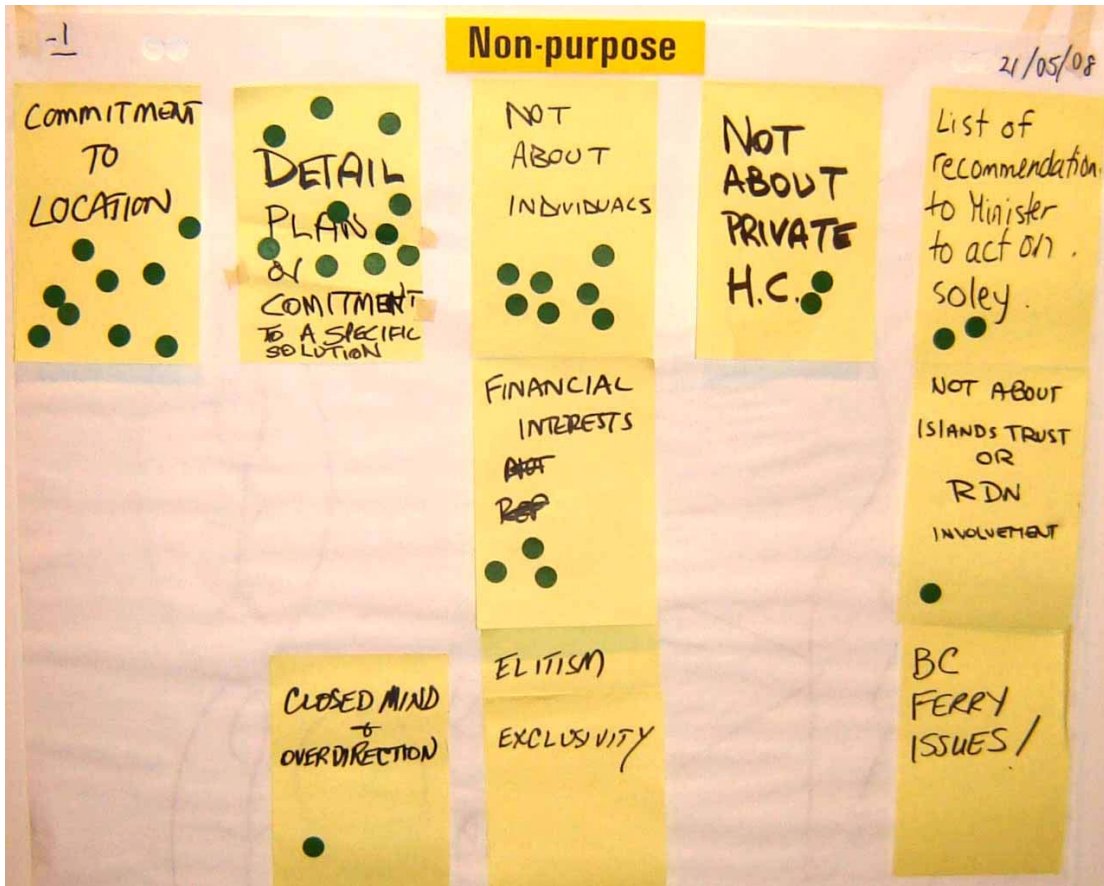 -1
Non-purpose
21/05/08
COMMITMENT
TO
LOCATION
DETAIL
PLAN
or
COMITMENT
TO A SPECIFIC
SOLUTION
NOT
ABOUT
INDIVIDUALS
NOT
ABOUT
PRIVATE
H.C.
List of
recommendation.
to Minister
to act on.
soley.
FINANCIAL
INTERESTS
NOT ABOUT
ISLANDS TRUST
OR
RDN
INVOLVEMENT
CLOSED MIND
+
OVERDIRECTION
ELITISM
EXCLUSIVITY
BC
FERRY
ISSUES/